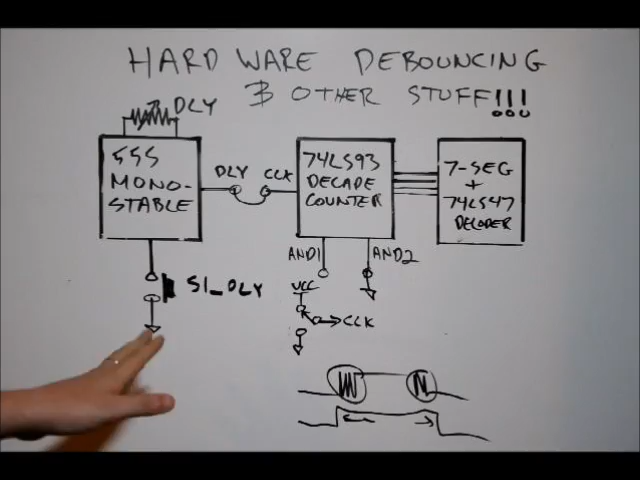 HARDWARE DEBOUNCING
& OTHER STUFF!!!
DLY
555
MONO-
STABLE
DLY CLK
74LS93
DECADE
COUNTER
7-SEG
+
74LS47
DECODER
S1_DLY
AND1
AND2
VCC
CLK